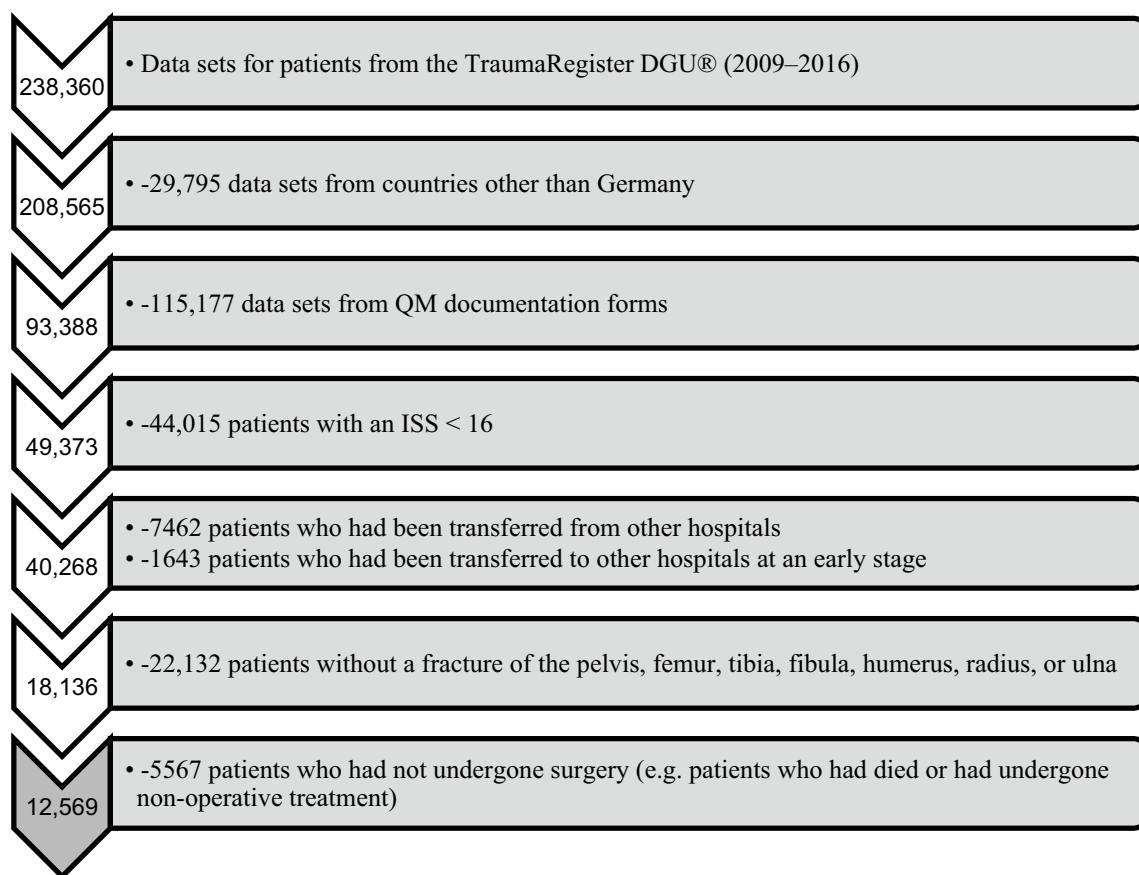 238,360
• Data sets for patients from the TraumaRegister DGU® (2009–2016)
208,565
• -29,795 data sets from countries other than Germany
93,388
• -115,177 data sets from QM documentation forms
49,373
• -44,015 patients with an ISS < 16
40,268
• -7462 patients who had been transferred from other hospitals
• -1643 patients who had been transferred to other hospitals at an early stage
18,136
• -22,132 patients without a fracture of the pelvis, femur, tibia, fibula, humerus, radius, or ulna
12,569
• -5567 patients who had not undergone surgery (e.g. patients who had died or had undergone
non-operative treatment)